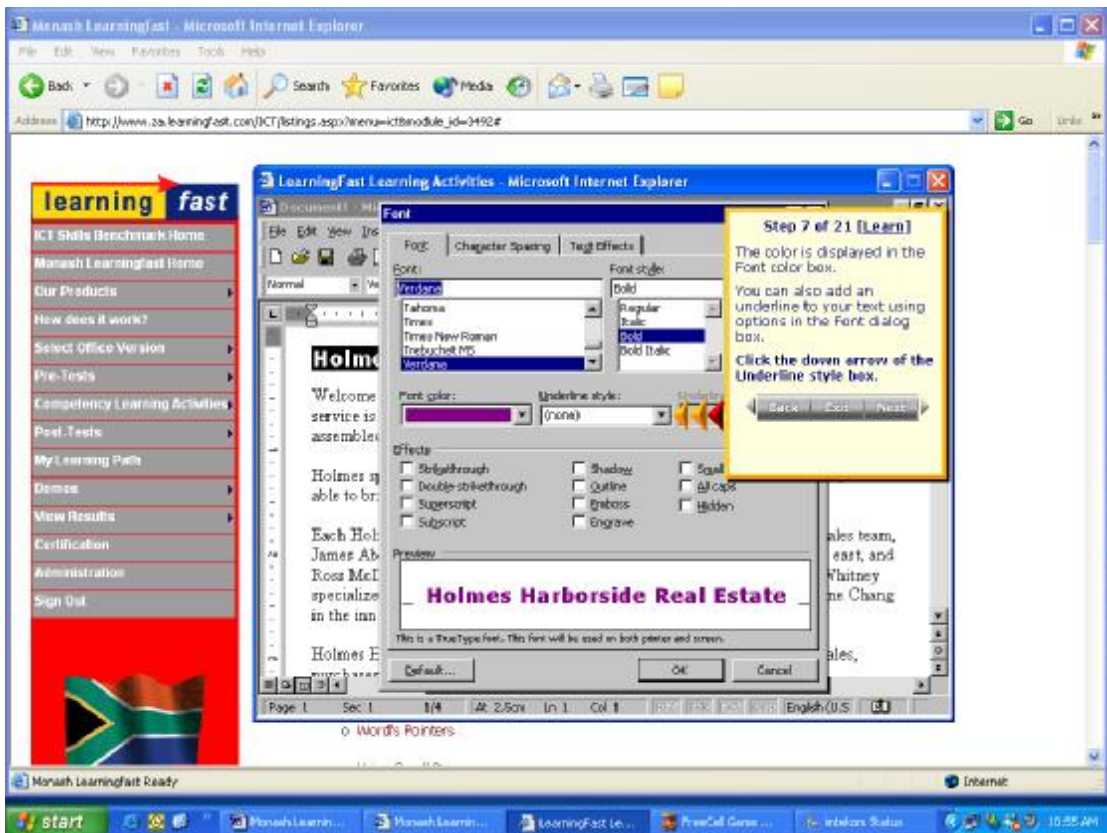 Monash LearningFast - Microsoft Internet Explorer
File Edit View Favorites Tools Help
Back Search Favorites Media
Address http://www.za.learningfast.com/ICT/listings.aspx?menu=ict&module_id=3492# Go Links
learning fast
ICT Skills Benchmark Home
Monash Learningfast Home
Our Products
How does it work?
Select Office Version
Pre-Tests
Competency Learning Activities
Post-Tests
My Learning Path
Demos
View Results
Certification
Administration
Sign Out
LearningFast Learning Activities - Microsoft Internet Explorer
Document1
File Edit View
Normal
Holme
Welcome
service is
assembled
Holmes
able to
Each
James
Ross
specialize
in the inn
Holmes
ales team,
east, and
Whitney
ne Chang
ales,
Font
Font Character Spacing Text Effects
Font: Font style:
Verdana Bold
Tahoma Regular
Times Italic
Times New Roman Bold
Trebuchet MS Bold Italic
Verdana
Font color: Underline style:
(none)
Effects
Strikethrough Shadow Small
Double strikethrough Outline All caps
Superscript Emboss Hidden
Subscript Engrave
Preview
Holmes Harborside Real Estate
This is a TrueType font. This font will be used on both printer and screen.
Default... OK Cancel
Step 7 of 21 [Learn]
The color is displayed in the
Font color box.
You can also add an
underline to your text using
options in the Font dialog
box.
Click the down arrow of the
Underline style box.
Back Exit Next
Page 1 Sec 1 1/4 At 2.5cm Ln 1 Col 1 English (U.S
o Word's Pointers
Monash Learningfast Ready Internet
start Monash Learnin... Monash Learnin... LearningFast Le... FreeCell Game ... Status 10:55 AM